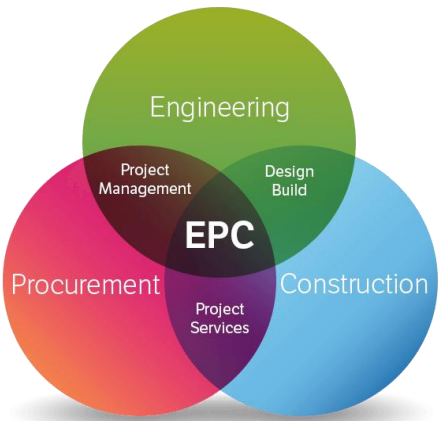 Engineering
Project
Management
Design
Build
EPC
Procurement
Construction
Project
Services